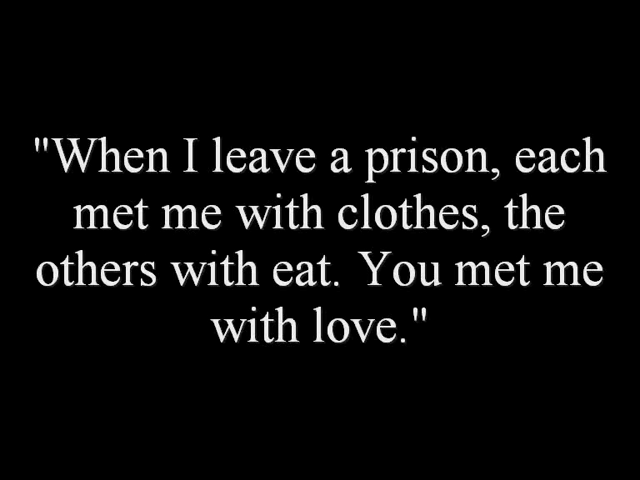 "When I leave a prison, each
met me with clothes, the
others with eat. You met me
with love."